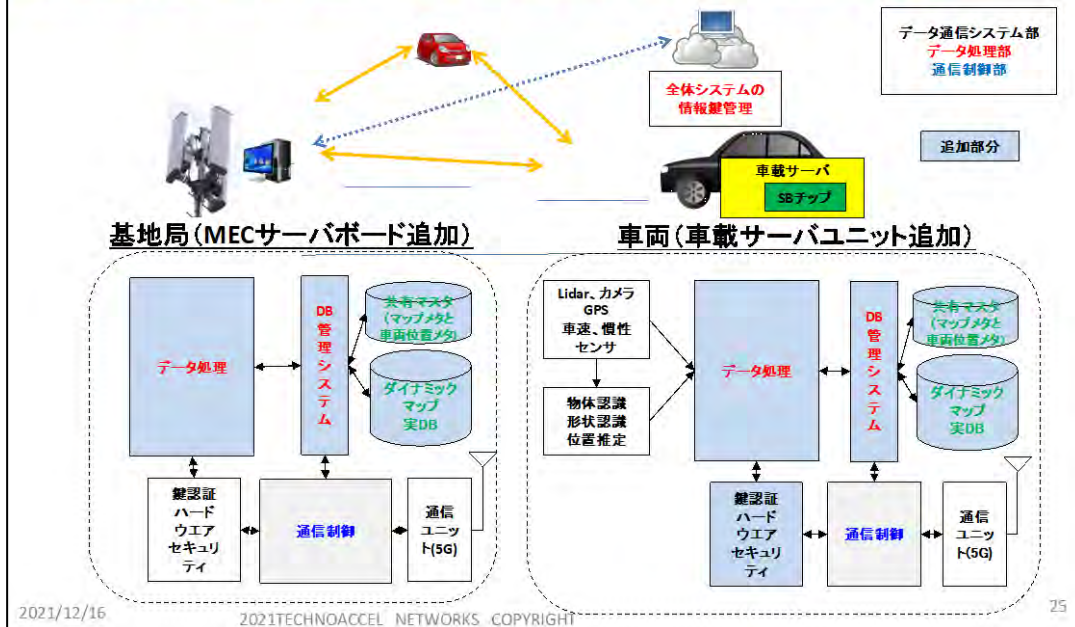 データ通信システム部
データ処理部
通信制御部
全体システムの
情報鍵管理
追加部分
車載サーバ
SBチップ
基地局(MECサーバボード追加)
データ処理
DB
管
理
シ
ス
テ
ム
共有マスタ
(マップメタと
車両位置メタ)
ダイナミック
マップ
実DB
鍵認証
ハード
ウエア
セキュリ
ティ
通信制御
通信
ユニッ
ト(5G)
車両(車載サーバユニット追加)
Lidar、カメラ
GPS
車速、慣性
センサ
物体認識
形状認識
位置推定
データ処理
DB
管
理
シ
ス
テ
ム
共有マスタ
(マップメタと
車両位置メタ)
ダイナミック
マップ
実DB
鍵認証
ハード
ウエア
セキュリ
ティ
通信制御
通信
ユニッ
ト(5G)
2021/12/16
2021TECHNOACCEL NETWORKS COPYRIGHT
25